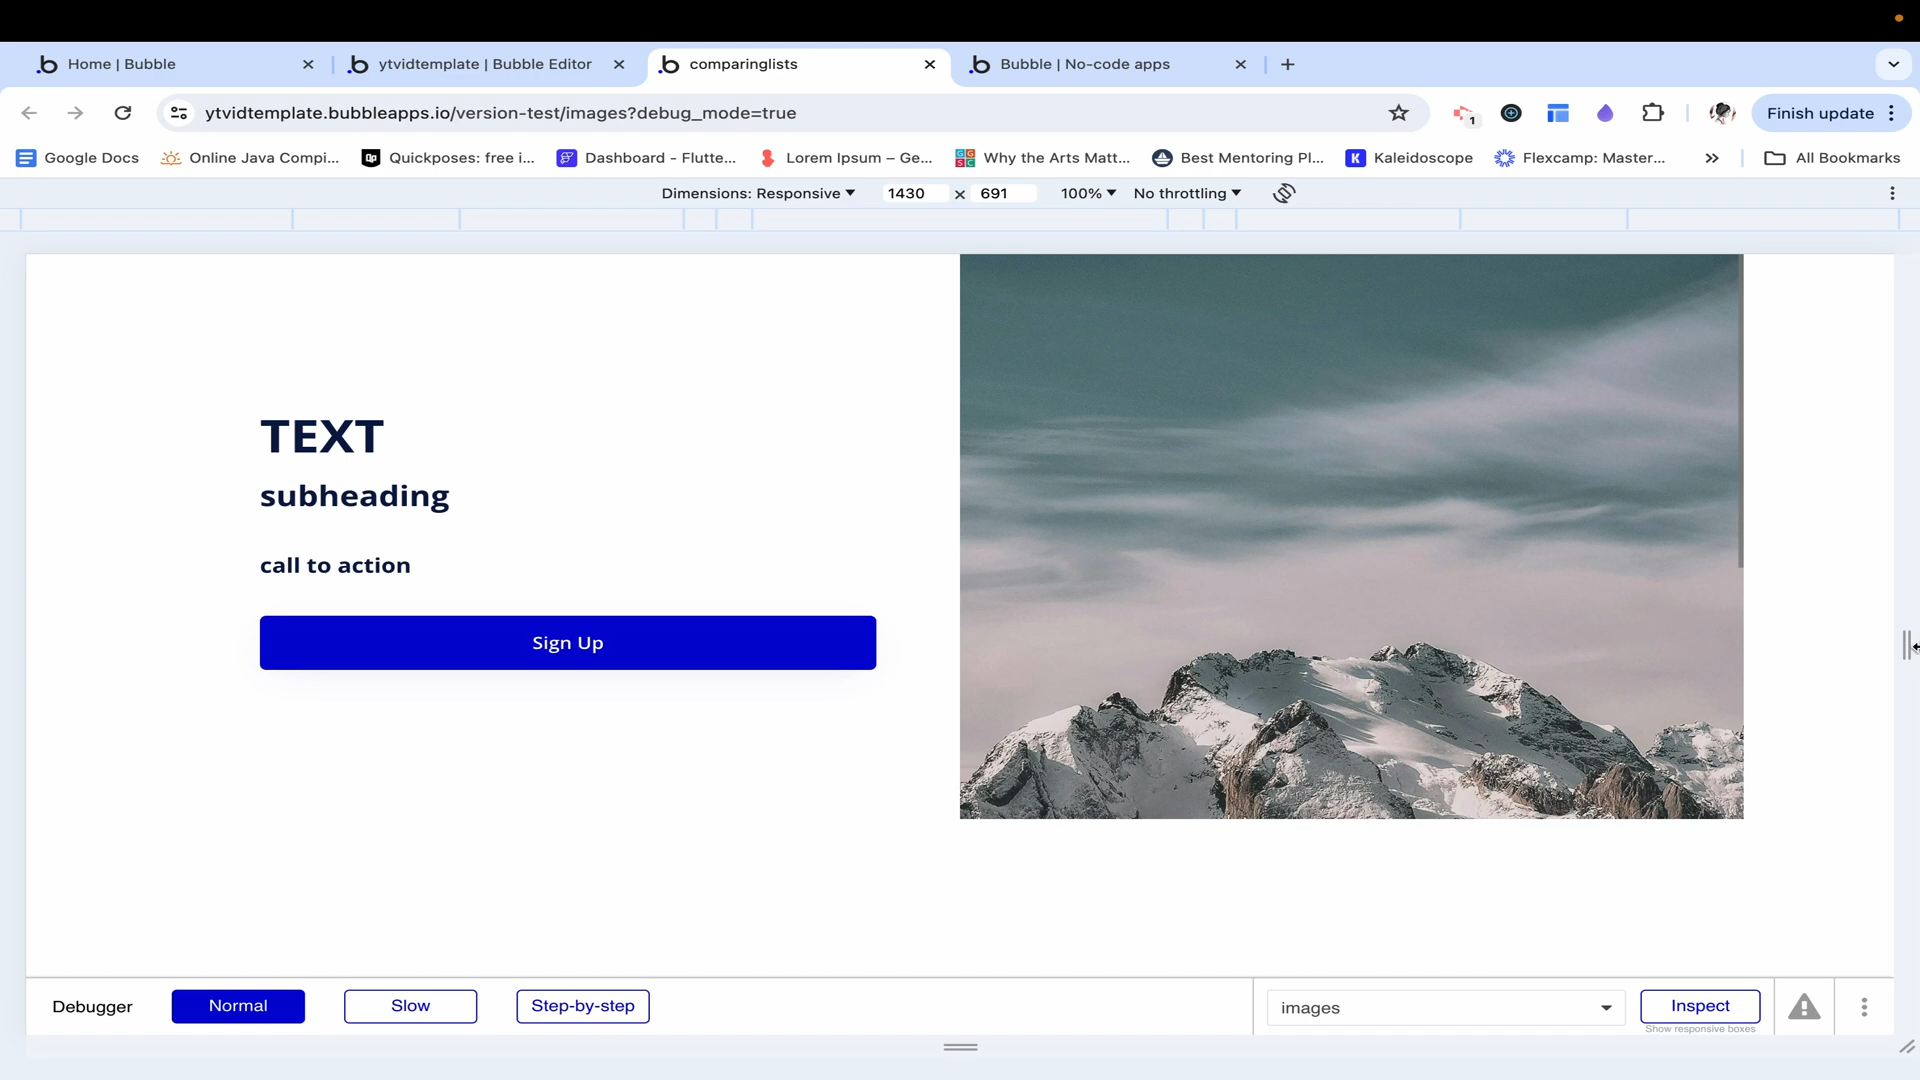 Home | Bubble
ytvidtemplate | Bubble Editor
comparinglists
Bubble | No-code apps
ytvidtemplate.bubbleapps.io/version-test/images?debug_mode=true
1
Finish update
Google Docs
Online Java Compi...
Quickposes: free i...
Dashboard - Flutte...
Lorem Ipsum – Ge...
Why the Arts Matt...
Best Mentoring Pl...
Kaleidoscope
Flexcamp: Master...
All Bookmarks
Dimensions: Responsive
1430 × 691
100%
No throttling
TEXT
subheading
call to action
Sign Up
Debugger
Normal
Slow
Step-by-step
images
Inspect
Show responsive boxes